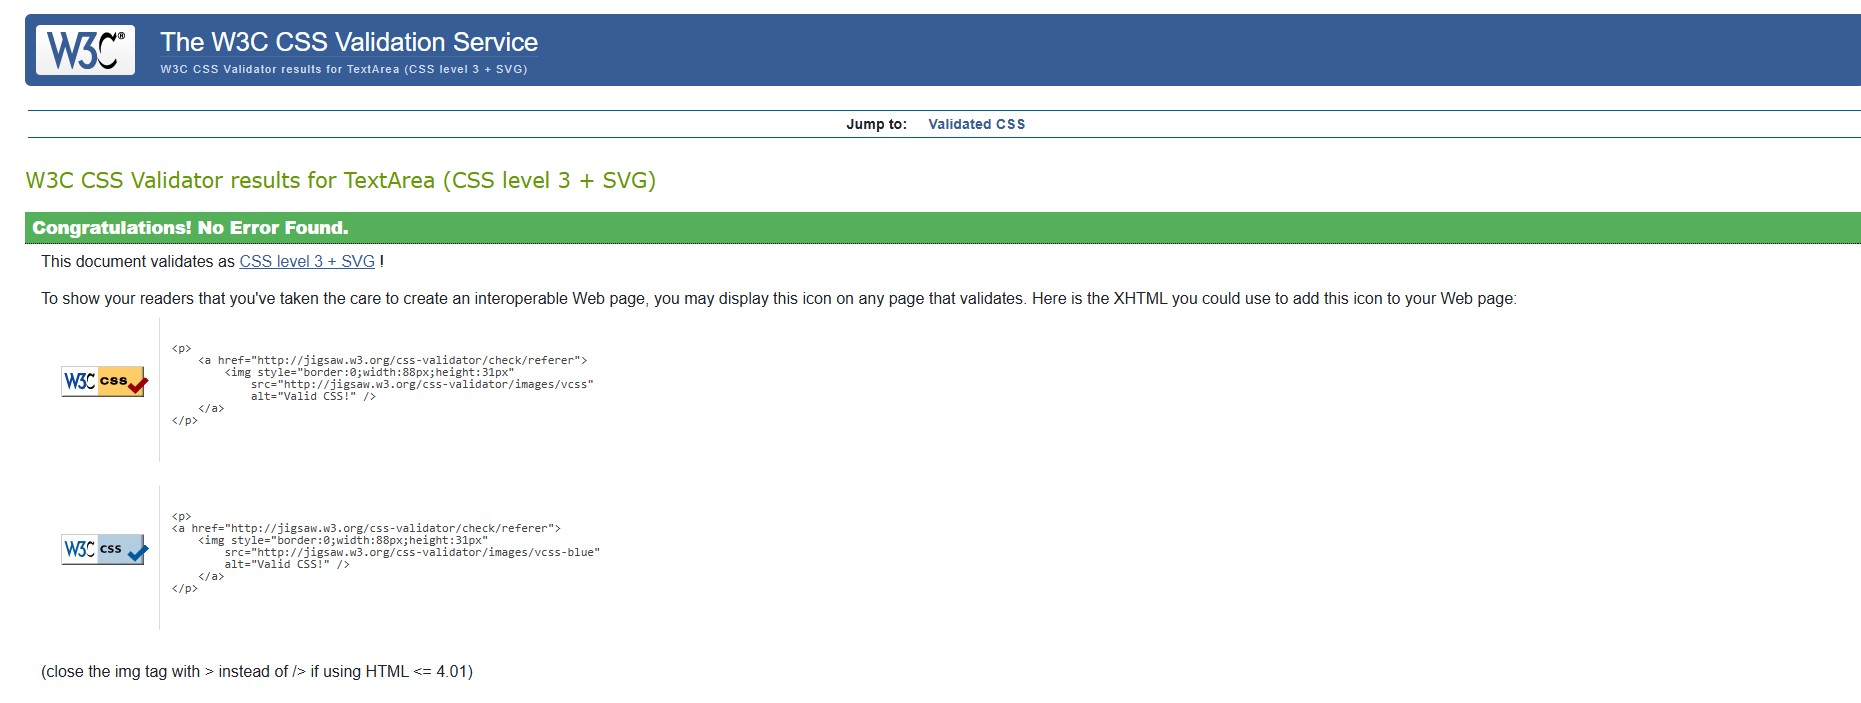 W3C®
The W3C CSS Validation Service
W3C CSS Validator results for TextArea (CSS level 3 + SVG)
Jump to: Validated CSS
W3C CSS Validator results for TextArea (CSS level 3 + SVG)
Congratulations! No Error Found.
This document validates as CSS level 3 + SVG !
To show your readers that you've taken the care to create an interoperable Web page, you may display this icon on any page that validates. Here is the XHTML you could use to add this icon to your Web page:
W3C css
<p>
    <a href="http://jigsaw.w3.org/css-validator/check/referer">
        <img style="border:0;width:88px;height:31px"
            src="http://jigsaw.w3.org/css-validator/images/vcss"
            alt="Valid CSS!" />
    </a>
</p>
W3C css
<p>
<a href="http://jigsaw.w3.org/css-validator/check/referer">
    <img style="border:0;width:88px;height:31px"
        src="http://jigsaw.w3.org/css-validator/images/vcss-blue"
        alt="Valid CSS!" />
    </a>
</p>
(close the img tag with > instead of /> if using HTML <= 4.01)